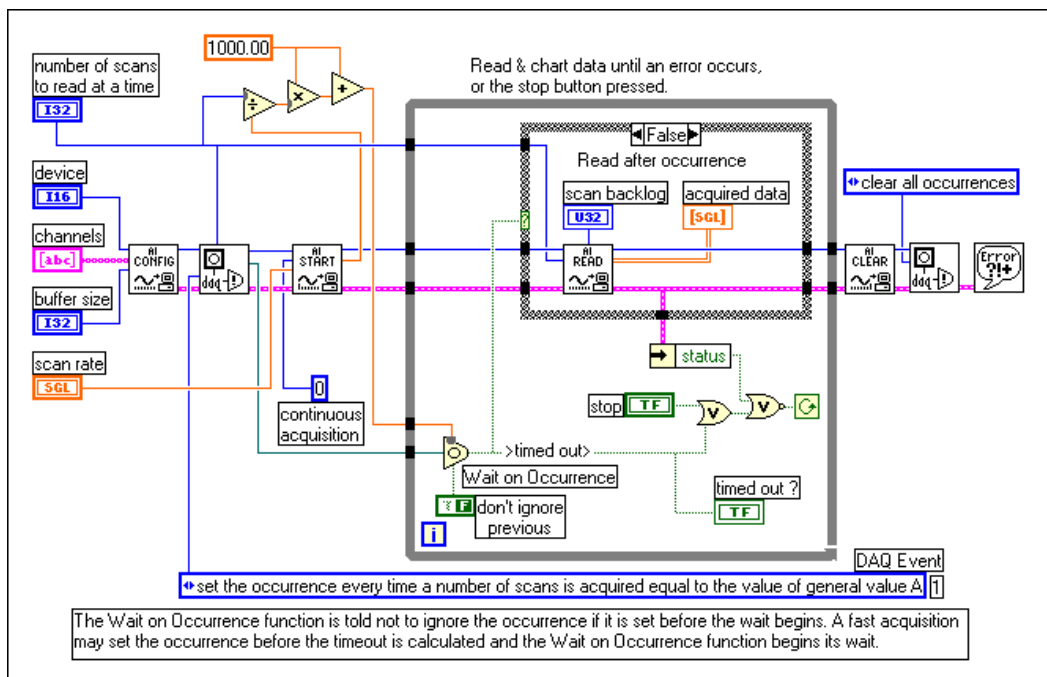 1000.00
number of scans
to read at a time
I32
÷
×
+
Read & chart data until an error occurs,
or the stop button pressed.
False
Read after occurrence
device
I16
scan backlog
acquired data
U32
[SGL]
clear all occurrences
channels
[abc]
?
AI
CONFIG
ddq
AI
START
AI
READ
AI
CLEAR
ddq
Error
?!+
buffer size
I32
scan rate
SGL
status
0
continuous
acquisition
stop
TF
V
V
>timed out>
Wait on Occurrence
timed out ?
TF
F
don't ignore
previous
i
DAQ Event
set the occurrence every time a number of scans is acquired equal to the value of general value A
1
The Wait on Occurrence function is told not to ignore the occurrence if it is set before the wait begins. A fast acquisition
may set the occurrence before the timeout is calculated and the Wait on Occurrence function begins its wait.